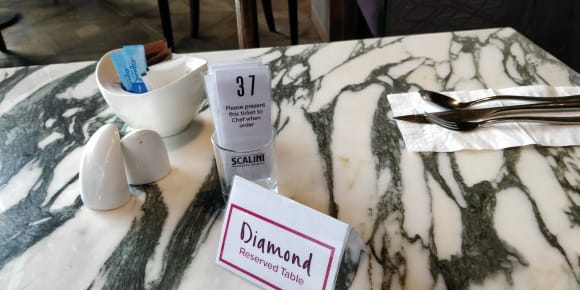 37
Please present
this ticket to
Chef when
order
SCALINI
Diamond
Reserved Table